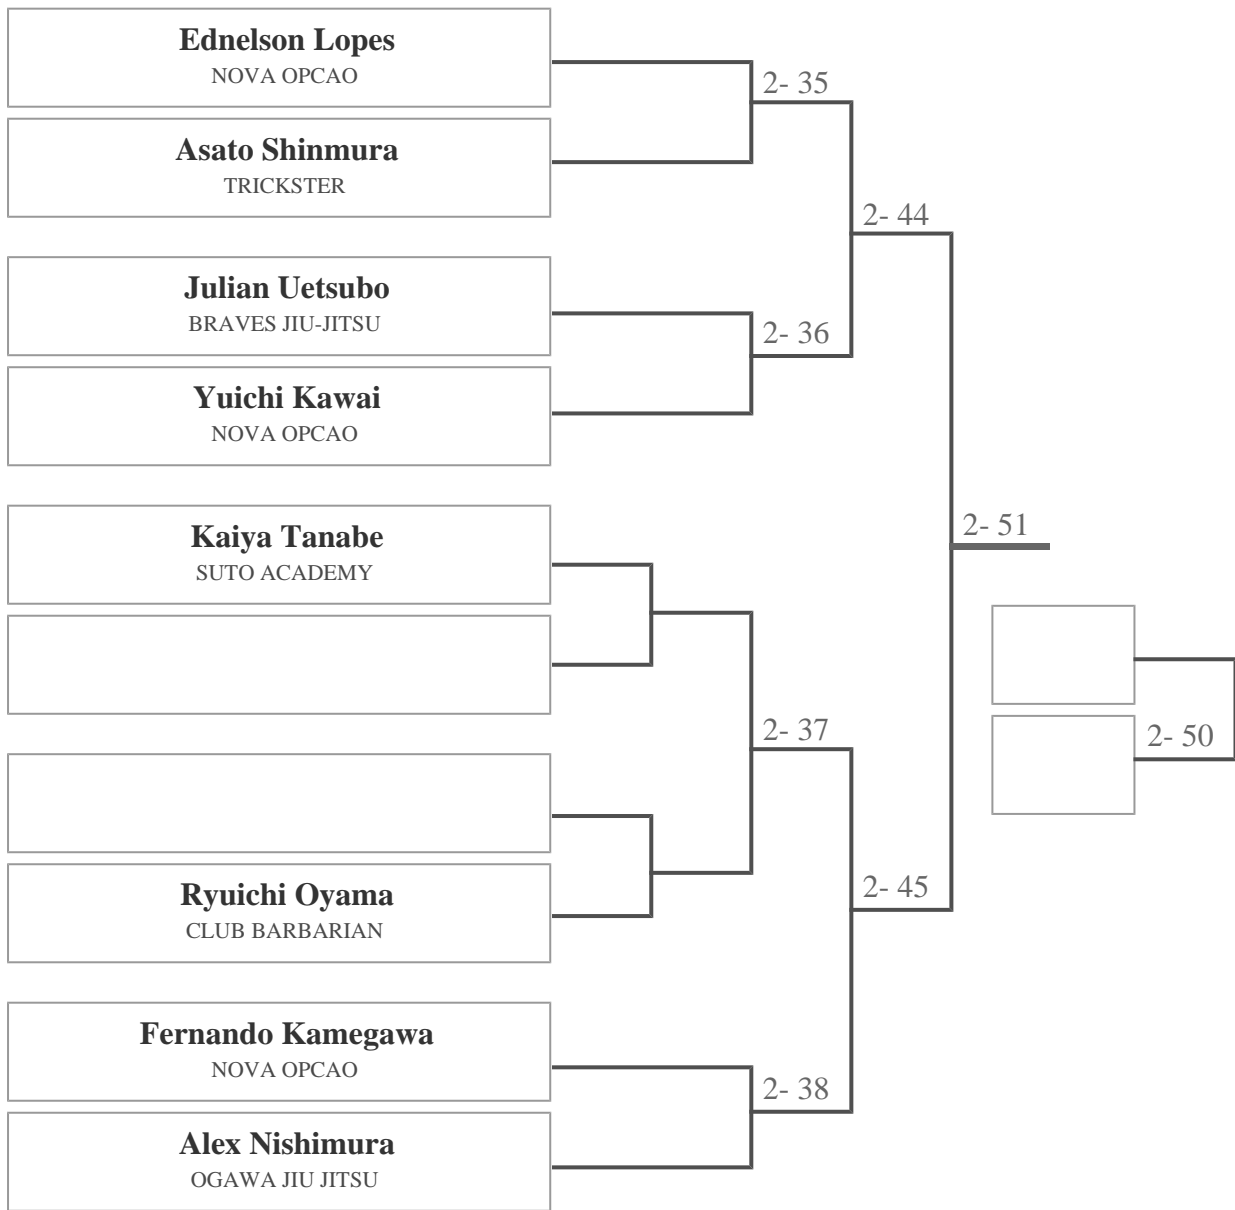 Ednelson Lopes
NOVA OPCAO
2- 35
Asato Shinmura
TRICKSTER
2- 44
Julian Uetsubo
BRAVES JIU-JITSU
2- 36
Yuichi Kawai
NOVA OPCAO
Kaiya Tanabe
SUTO ACADEMY
2- 51
2- 37
2- 50
Ryuichi Oyama
CLUB BARBARIAN
2- 45
Fernando Kamegawa
NOVA OPCAO
2- 38
Alex Nishimura
OGAWA JIU JITSU